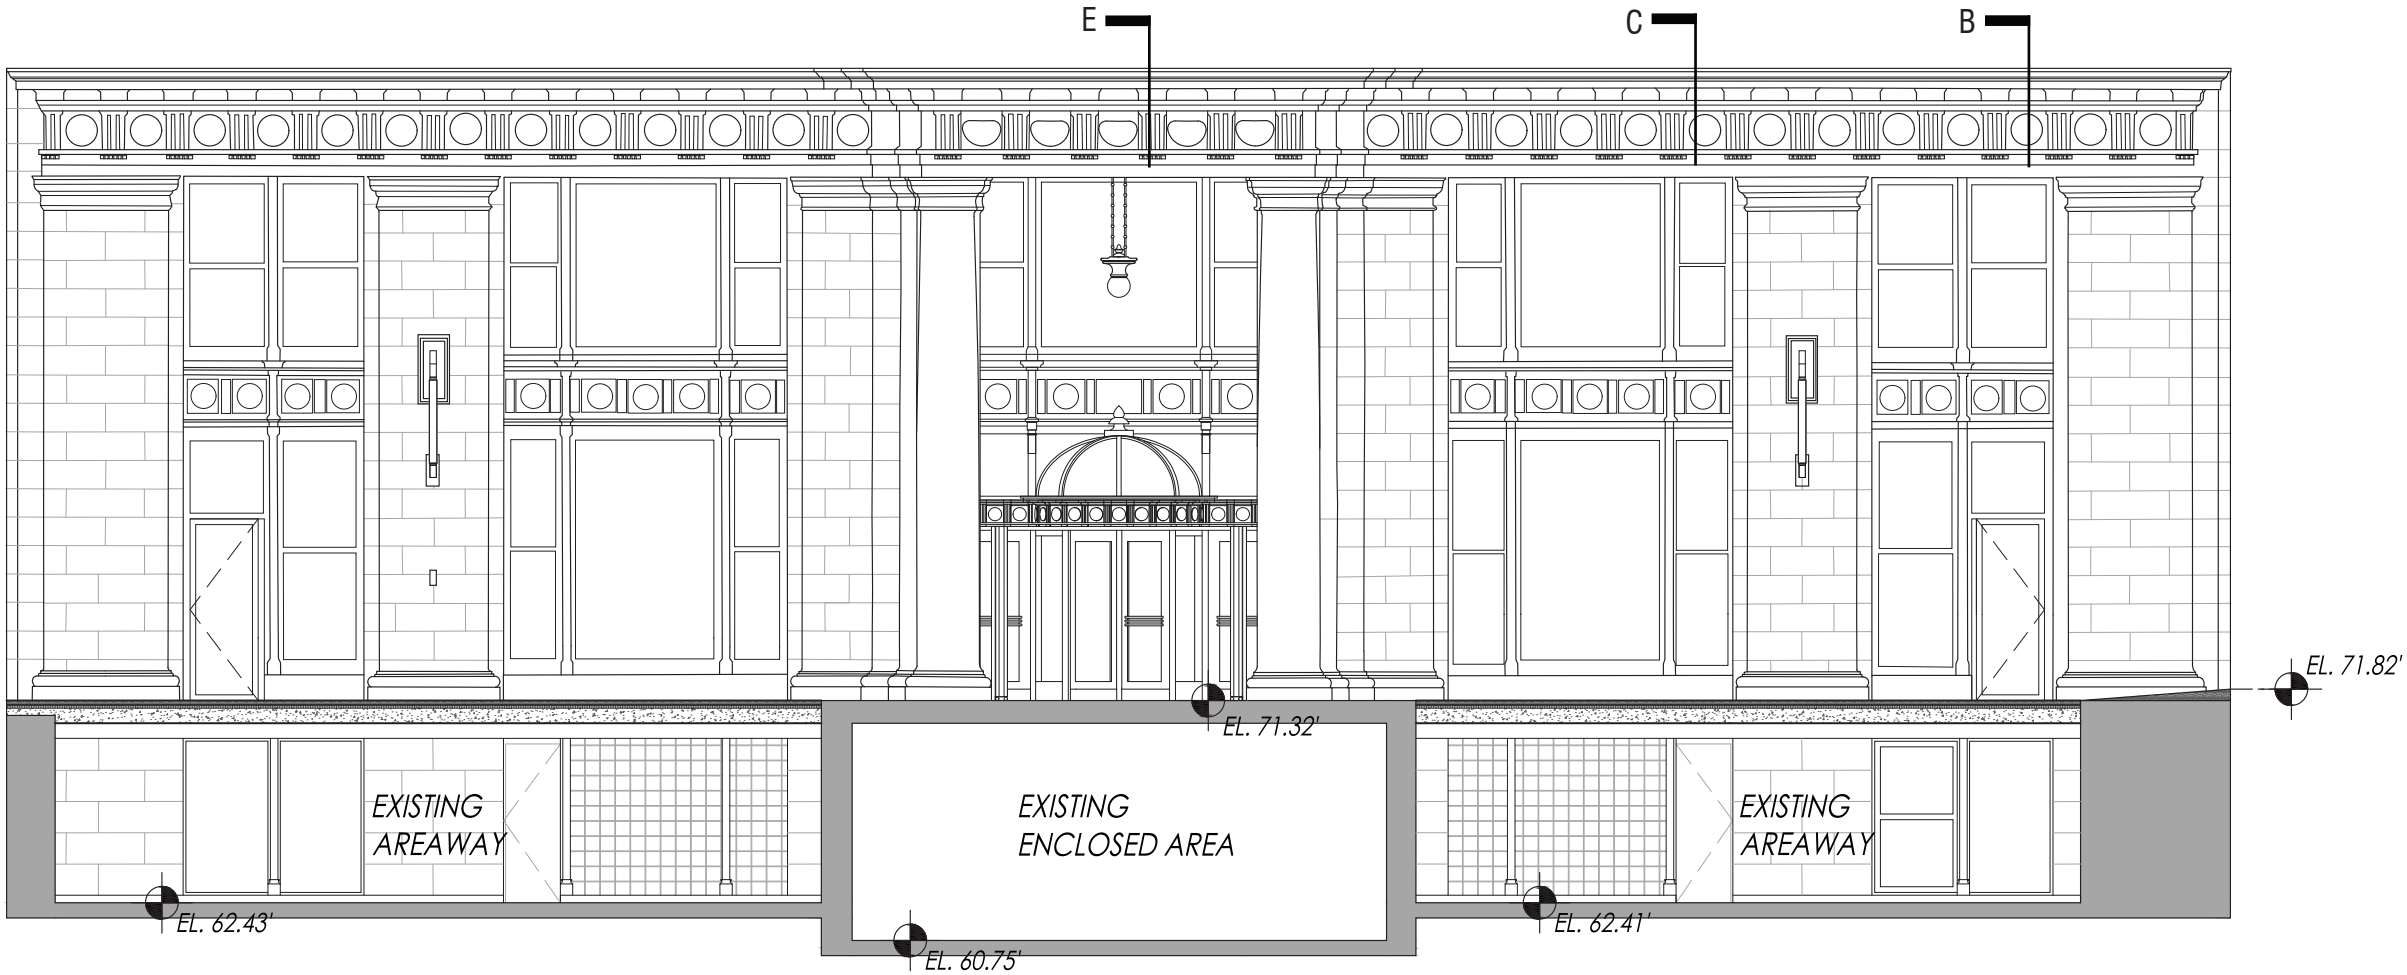 E
C
B
EL. 71.82'
EL. 71.32'
EXISTING
AREAWAY
EXISTING
ENCLOSED AREA
EXISTING
AREAWAY
EL. 62.43'
EL. 62.41'
EL. 60.75'